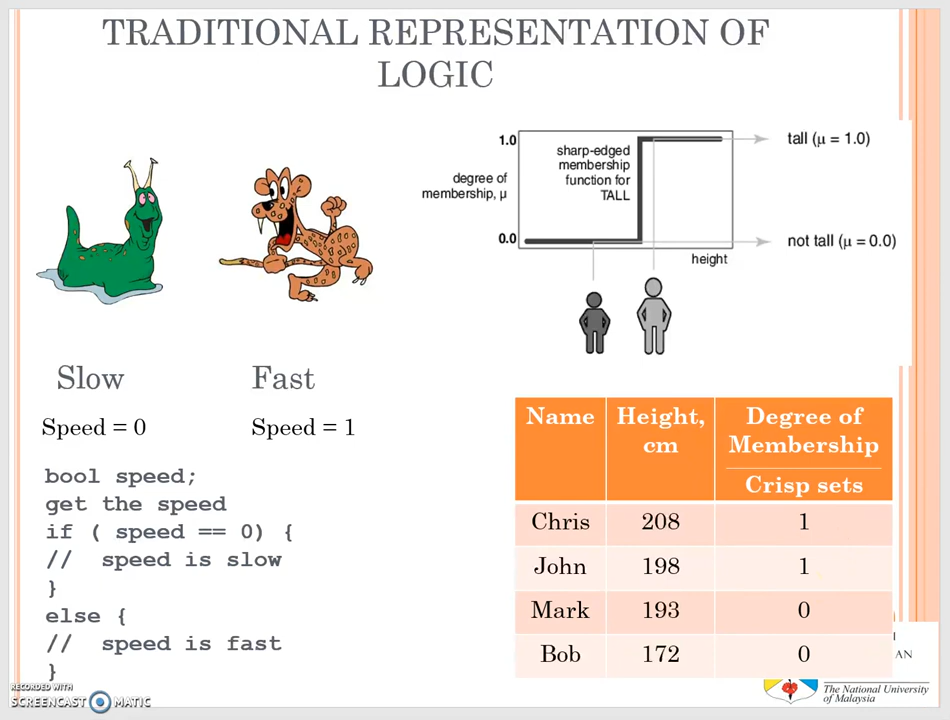 TRADITIONAL REPRESENTATION OF
LOGIC
1.0
sharp-edged
membership
function for
TALL
degree of
membership, μ
0.0
height
tall (μ = 1.0)
not tall (μ = 0.0)
Slow
Fast
Speed = 0
Speed = 1
bool speed;
get the speed
if ( speed == 0) {
// speed is slow
}
else {
// speed is fast
}
Name Height, cm Degree of Membership
Crisp sets
Chris 208 1
John 198 1
Mark 193 0
Bob 172 0
AN
The National University
of Malaysia
RECORDED WITH
SCREENCAST MATIC